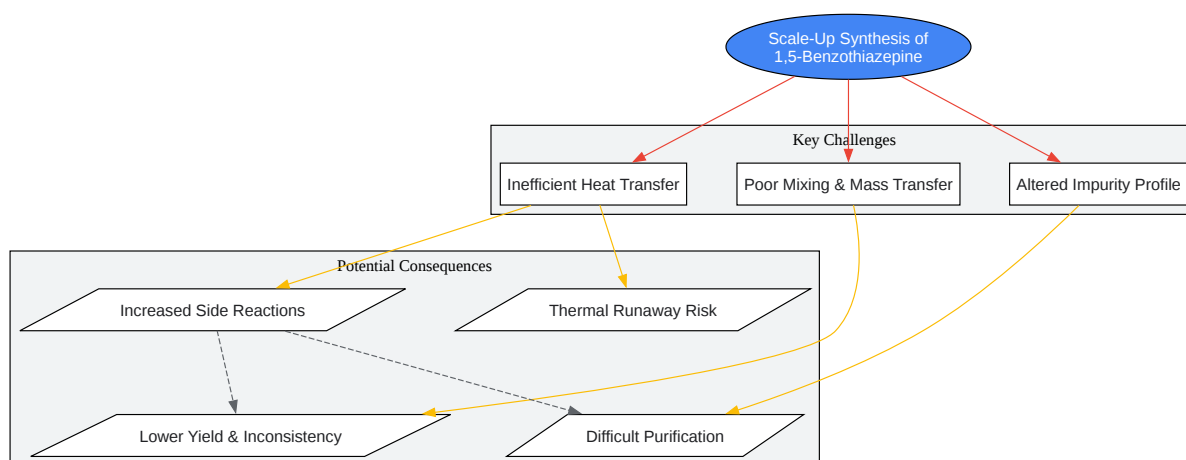 Scale-Up Synthesis of
1,5-Benzothiazepine
Key Challenges
Inefficient Heat Transfer
Poor Mixing & Mass Transfer
Altered Impurity Profile
Potential Consequences
Increased Side Reactions
Thermal Runaway Risk
Lower Yield & Inconsistency
Difficult Purification